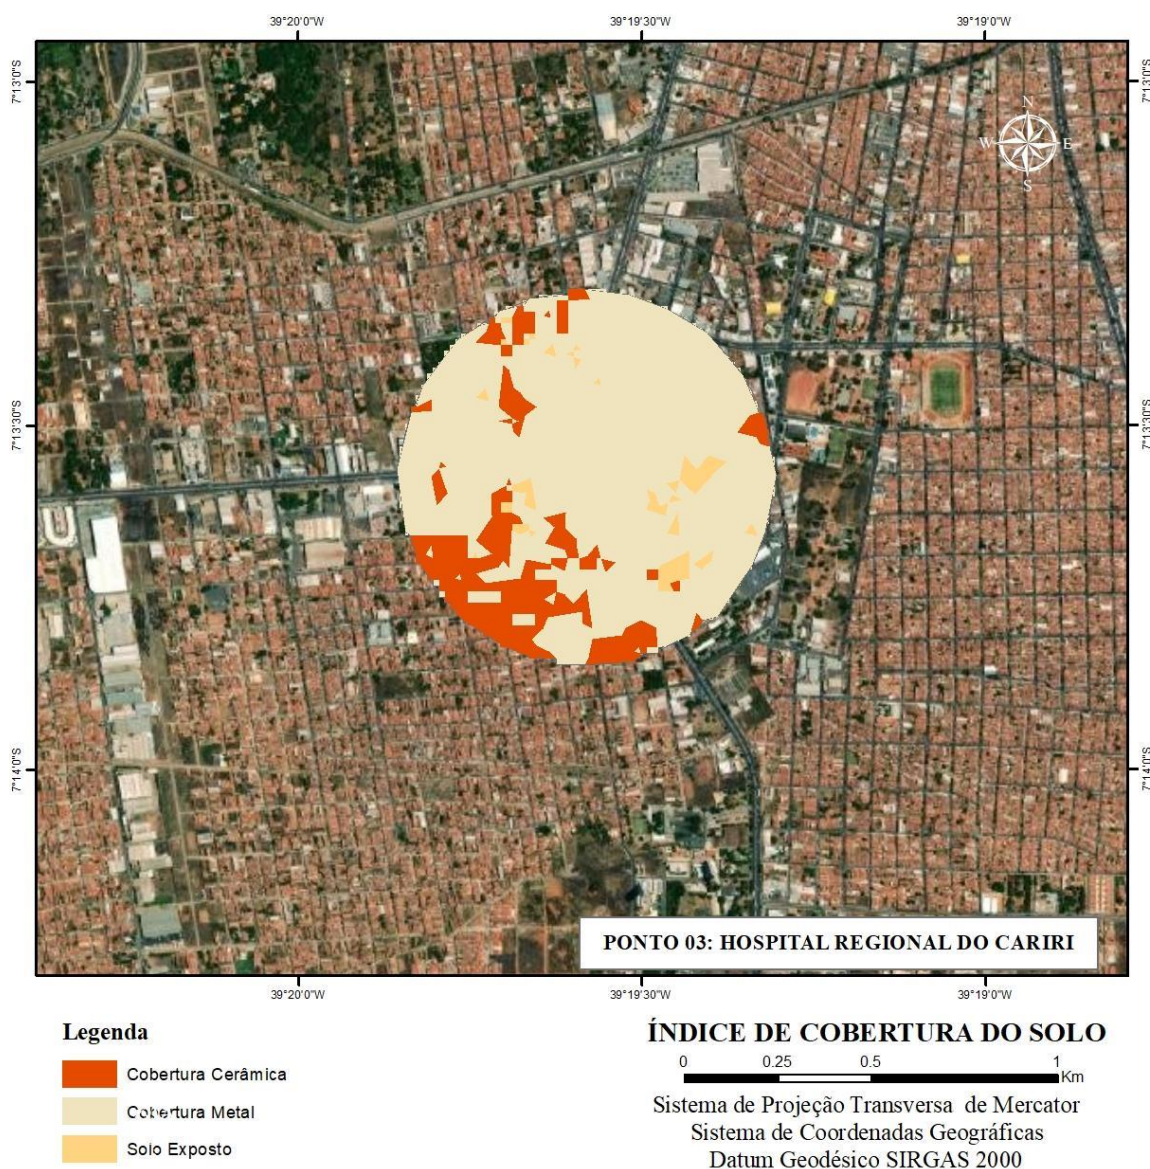 39°20'0"W
39°19'30"W
39°19'0"W
7°13'0"S
7°13'0"S
N
W
E
S
7°13'30"S
7°13'30"S
7°14'0"S
7°14'0"S
PONTO 03: HOSPITAL REGIONAL DO CARIRI
39°20'0"W
39°19'30"W
39°19'0"W
Legenda
Cobertura Cerâmica
Cobertura Metal
Solo Exposto
ÍNDICE DE COBERTURA DO SOLO
0 0.25 0.5 1
Km
Sistema de Projeção Transversa de Mercator
Sistema de Coordenadas Geográficas
Datum Geodésico SIRGAS 2000